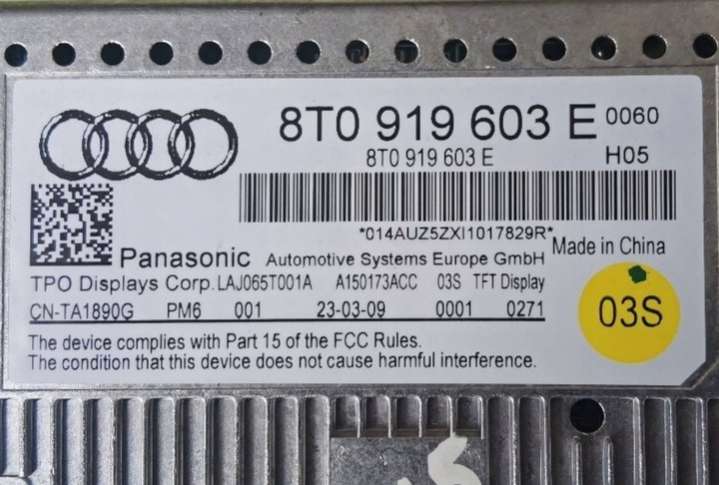 8T0 919 603 E 0060
8T0 919 603 E H05
*014AUZ5ZXI1017829R*
Panasonic Automotive Systems Europe GmbH Made in China
TPO Displays Corp. LAJ065T001A A150173ACC 03S TFT Display
CN-TA1890G PM6 001 23-03-09 0001 0271
03S
The device complies with Part 15 of the FCC Rules.
The condition that this device does not cause harmful interference.